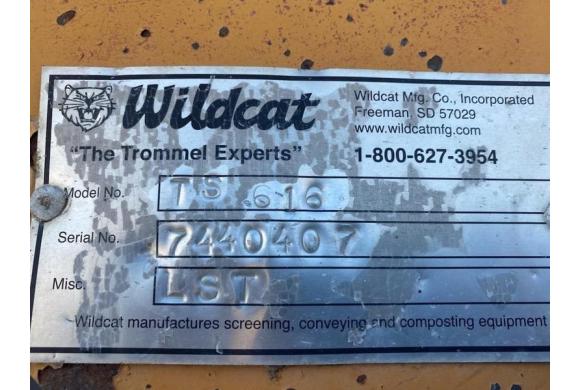 Wildcat
Wildcat Mfg. Co., Incorporated
Freeman, SD 57029
www.wildcatmfg.com
"The Trommel Experts"
1-800-627-3954
Model No. TS 616
Serial No. 7440407
Misc. LST
Wildcat manufactures screening, conveying and composting equipment